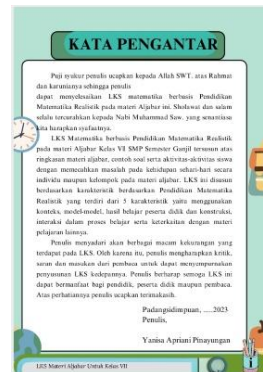 KATA PENGANTAR
Puji syukur penulis ucapkan kepada Allah SWT. atas Rahmat
dan karunianya sehingga penulis
dapat menyelesaikan LKS matematika berbasis Pendidikan
Matematika Realistik pada materi Aljabar ini. Sholawat dan salam
selalu tercurahkan kepada Nabi Muhammad Saw. yang senantiasa
kita harapkan syafaatnya.
LKS Matematika berbasis Pendidikan Matematika Realistik
pada materi Aljabar Kelas VI SMP Semester Ganjil tersusun atas
ringkasan materi aljabar, contoh soal serta aktivitas-aktivitas siswa
dengan memecahkan masalah pada kehidupan sehari-hari secara
individu maupun kelompok pada materi aljabar. LKS ini disusun
berdasarkan karakteristik berdasarkan Pendidikan Matematika
Realistik yang terdiri dari 5 karakteristik yaitu menggunakan
konteks, model-model, hasil belajar peserta didik dan konstruksi,
interaksi dalam proses belajar serta keterkaitan dengan materi
pelajaran lainnya.
Penulis menyadari akan berbagai macam kekurangan yang
terdapat pada LKS. Oleh karena itu, penulis mengharapkan kritik,
saran dan masukan dari pembaca untuk dapat menyempurnakan
penyusunan LKS kedepannya. Penulis berharap semoga LKS ini
dapat bermanfaat bagi pendidik, peserta didik maupun pembaca.
Atas perhatiannya penulis ucapkan terimakasih.
Padangsidimpuan, .....2023
Penulis,
Yanisa Apriani Pinayungan
LKS Materi Aljabar Untuk Kelas VII